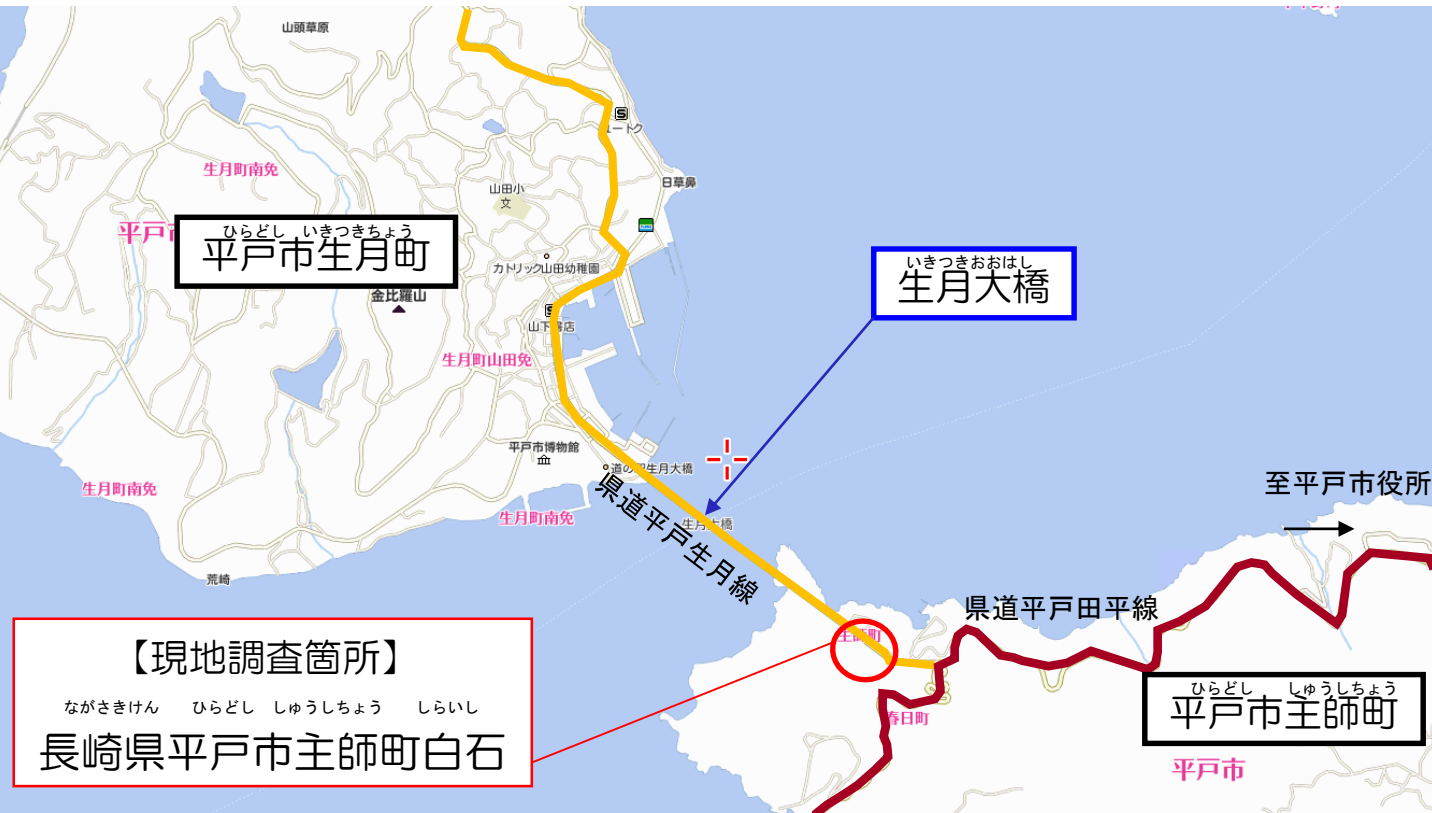 山頭草原
S
ユートク
生月町南免
日草鼻
山田小
文
ひらどし いきつきちょう
平戸市生月町
カトリック山田幼稚園
金比羅山
S
山下書店
いきつきおおはし
生月大橋
生月町山田免
平戸市博物館
道の駅生月大橋
生月町南免
生月町南免
県道平戸生月線
生月大橋
至平戸市役所
荒崎
県道平戸田平線
主師町
【現地調査箇所】
ながさきけん ひらどし しゅうしちょう しらいし
長崎県平戸市主師町白石
春日町
ひらどし しゅうしちょう
平戸市主師町
平戸市